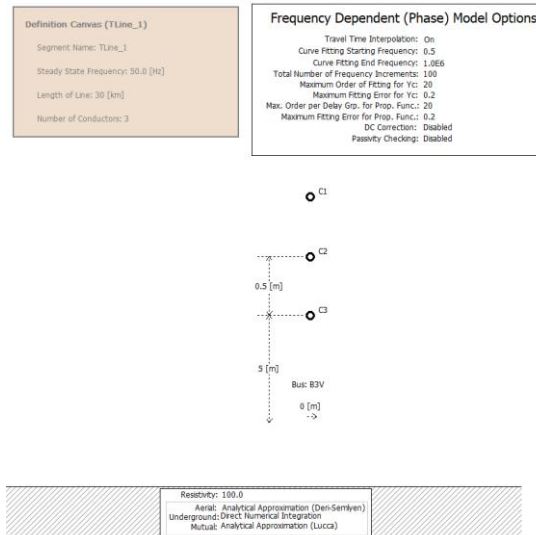 Definition Canvas (TLine_1)
Segment Name: TLine_1
Steady State Frequency: 50.0 [Hz]
Length of Line: 30 [km]
Number of Conductors: 3
Frequency Dependent (Phase) Model Options
Travel Time Interpolation: On
Curve Fitting Starting Frequency: 0.5
Curve Fitting End Frequency: 1.0E6
Total Number of Frequency Increments: 100
Maximum Order of Fitting for Yc: 20
Maximum Fitting Error for Yc: 0.2
Max. Order per Delay Grp. for Prop. Func.: 20
Maximum Fitting Error for Prop. Func.: 0.2
DC Correction: Disabled
Passivity Checking: Disabled
C1
C2
0.5 [m]
C3
5 [m]
Bus: B3V
0 [m]
Resistivity: 100.0
Aerial: Analytical Approximation (Deri-Semlyen)
Underground: Direct Numerical Integration
Mutual: Analytical Approximation (Lucca)